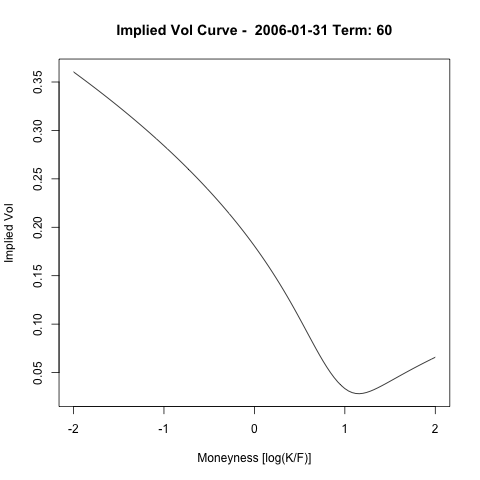 Implied Vol Curve -  2006-01-31 Term: 60
Implied Vol
0.35
0.30
0.25
0.20
0.15
0.10
0.05
-2 -1 0 1 2
Moneyness [log(K/F)]